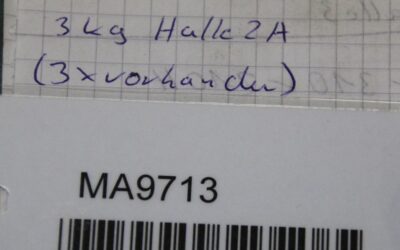 3kg Halle 2A
(3x vorhanden)
MA9713